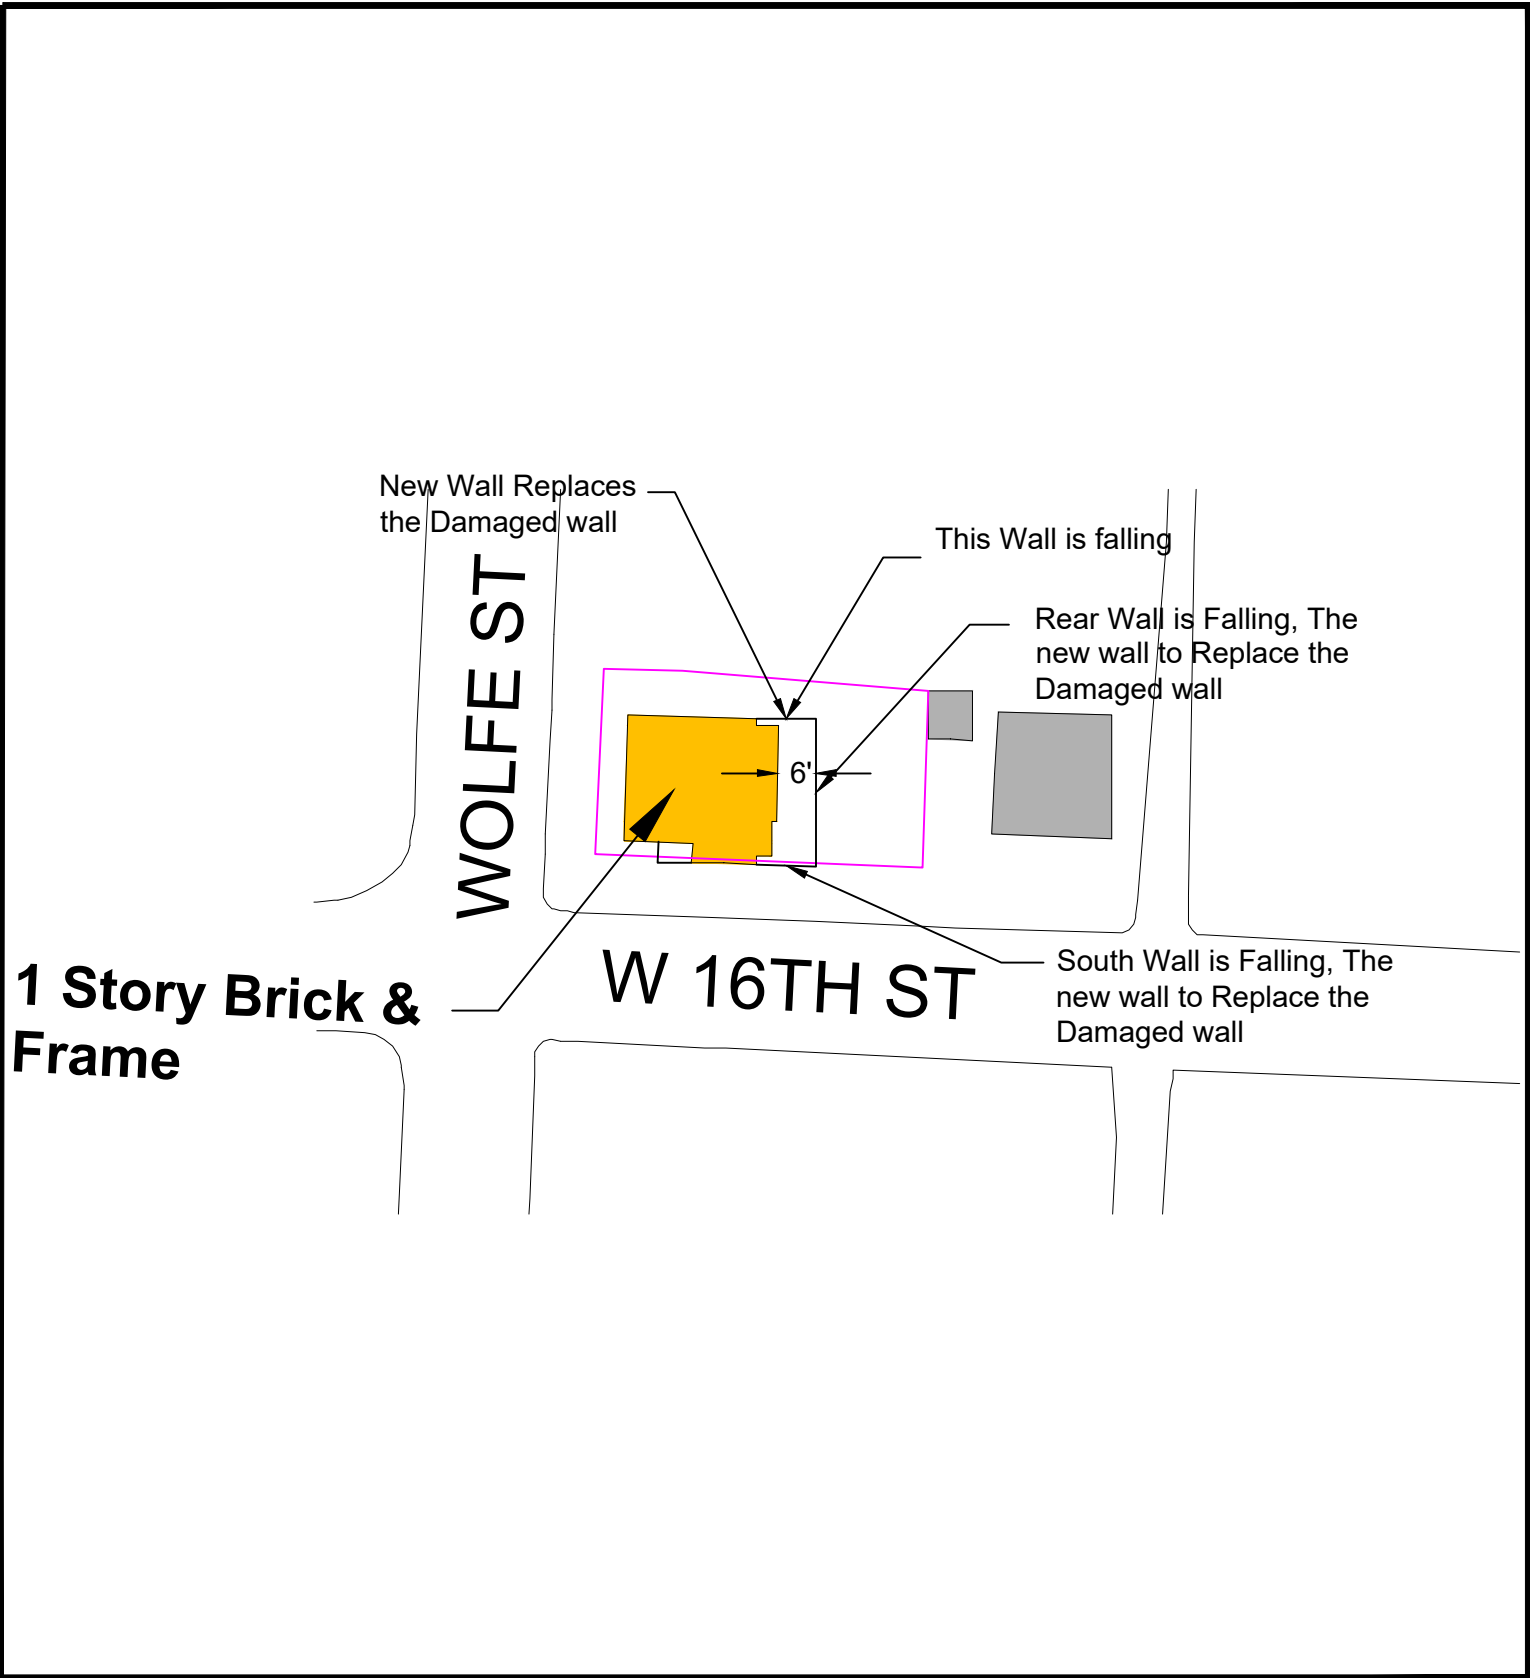 New Wall Replaces
the Damaged wall
This Wall is falling
WOLFE ST
Rear Wall is Falling, The
new wall to Replace the
Damaged wall
6'
W 16TH ST
South Wall is Falling, The
new wall to Replace the
Damaged wall
1 Story Brick &
Frame